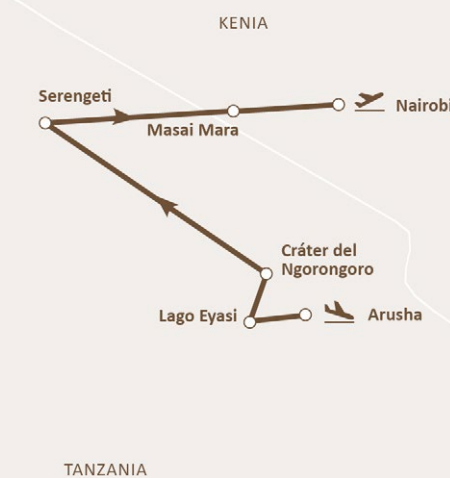 KENIA
Serengeti
Nairobi
Masai Mara
Cráter del
Ngorongoro
Lago Eyasi
Arusha
TANZANIA